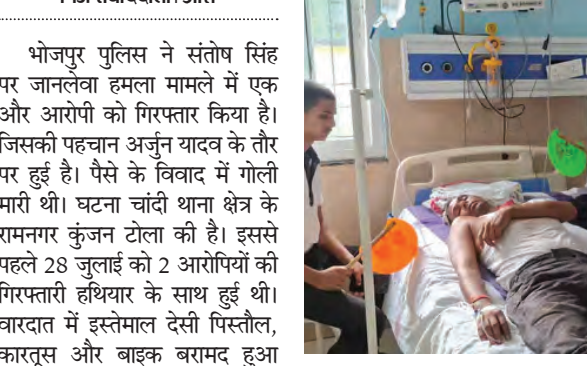 भोजपुर पुलिस ने संतोष सिंह
पर जानलेवा हमला मामले में एक
और आरोपी को गिरफ्तार किया है।
जिसकी पहचान अर्जुन यादव के तौर
पर हुई है। पैसे के विवाद में गोली
मारी थी। घटना चांदी थाना क्षेत्र के
रामनगर कुंजन टोला की है। इससे
पहले 28 जुलाई को 2 आरोपियों की
गिरफ्तारी हथियार के साथ हुई थी।
वारदात में इस्तेमाल देसी पिस्तौल,
कारतूस और बाइक बरामद हुआ